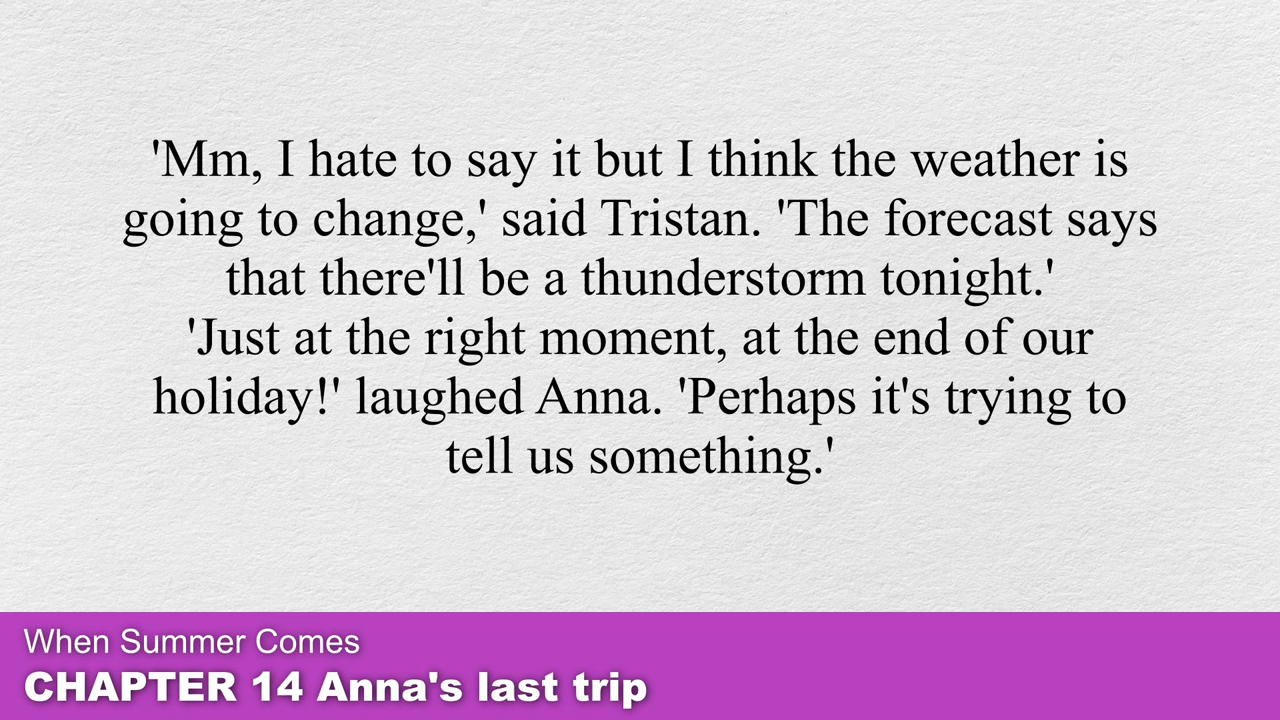 'Mm, I hate to say it but I think the weather is
going to change,' said Tristan. 'The forecast says
that there'll be a thunderstorm tonight.'
'Just at the right moment, at the end of our
holiday!' laughed Anna. 'Perhaps it's trying to
tell us something.'
When Summer Comes
CHAPTER 14 Anna's last trip